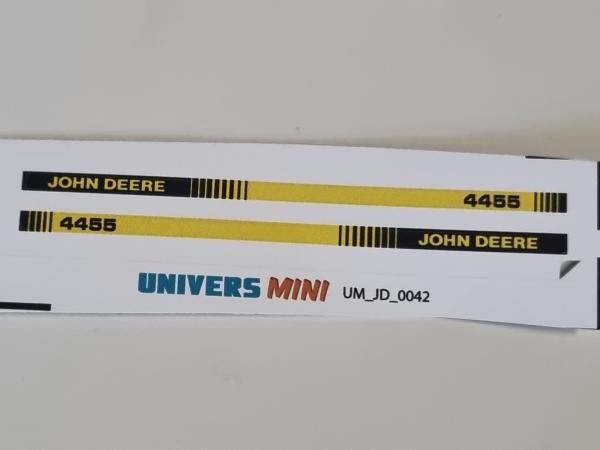 JOHN DEERE 4455
4455 JOHN DEERE
UNIVERS MINI UM_JD_0042